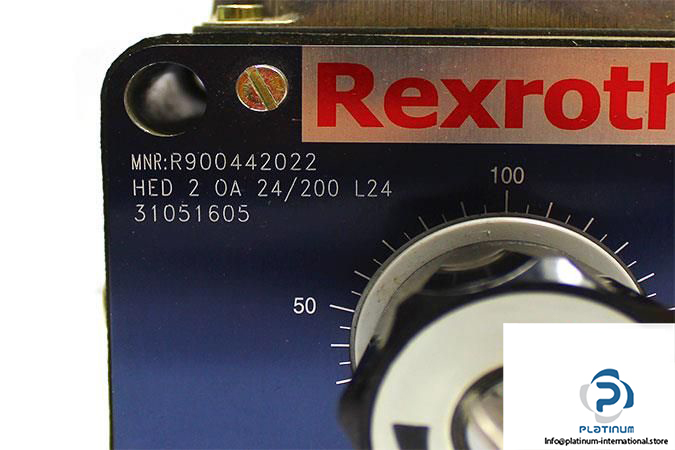 Rexroth
MNR:R900442022
HED 2 OA 24/200 L24
31051605
100
50
PLATINUM
Info@platinum-international.store